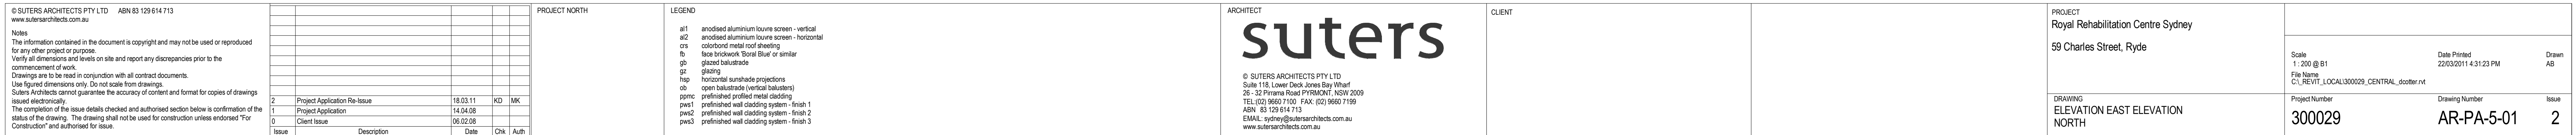 © SUTERS ARCHITECTS PTY LTD ABN 83 129 614 713
www.sutersarchitects.com.au
Notes
The information contained in the document is copyright and may not be used or reproduced
for any other project or purpose.
Verify all dimensions and levels on site and report any discrepancies prior to the
commencement of work.
Drawings are to be read in conjunction with all contract documents.
Use figured dimensions only. Do not scale from drawings.
Suters Architects cannot guarantee the accuracy of content and format for copies of drawings
issued electronically.
The completion of the issue details checked and authorised section below is confirmation of the
status of the drawing. The drawing shall not be used for construction unless endorsed "For
Construction" and authorised for issue.
2 Project Application Re-Issue 18.03.11 KD MK
1 Project Application 14.04.08
0 Client Issue 06.02.08
Issue Description Date Chk Auth
PROJECT NORTH
LEGEND
al1 anodised aluminium louvre screen - vertical
al2 anodised aluminium louvre screen - horizontal
crs colorbond metal roof sheeting
fb face brickwork 'Boral Blue' or similar
gb glazed balustrade
gz glazing
hsp horizontal sunshade projections
ob open balustrade (vertical balusters)
ppmc prefinished profiled metal cladding
pws1 prefinished wall cladding system - finish 1
pws2 prefinished wall cladding system - finish 2
pws3 prefinished wall cladding system - finish 3
ARCHITECT
suters
© SUTERS ARCHITECTS PTY LTD
Suite 118, Lower Deck Jones Bay Wharf
26 - 32 Pirrama Road PYRMONT, NSW 2009
TEL:(02) 9660 7100 FAX: (02) 9660 7199
ABN 83 129 614 713
EMAIL: sydney@sutersarchitects.com.au
www.sutersarchitects.com.au
CLIENT
PROJECT
Royal Rehabilitation Centre Sydney
59 Charles Street, Ryde
DRAWING
ELEVATION EAST ELEVATION
NORTH
Scale Date Printed Drawn
1 : 200 @ B1 22/03/2011 4:31:23 PM AB
File Name
C:\_REVIT_LOCAL\300029_CENTRAL_dcotter.rvt
Project Number Drawing Number Issue
300029 AR-PA-5-01 2